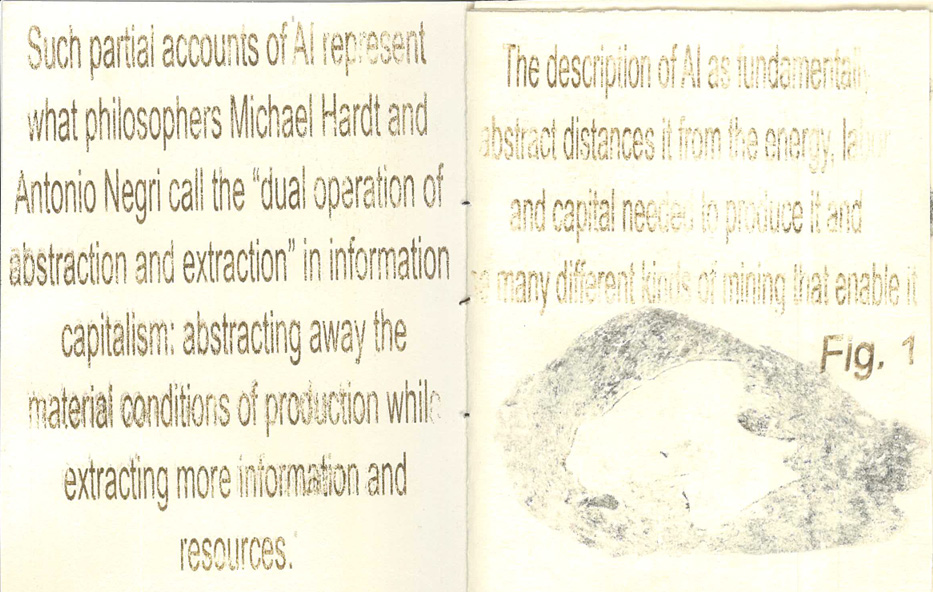 Such partial accounts of AI represent
what philosophers Michael Hardt and
Antonio Negri call the “dual operation of
abstraction and extraction” in information
capitalism: abstracting away the
material conditions of production while
extracting more information and
resources.
The description of AI as fundamentally
abstract distances it from the energy, labor
and capital needed to produce it and
many different kinds of mining that enable it
Fig. 1